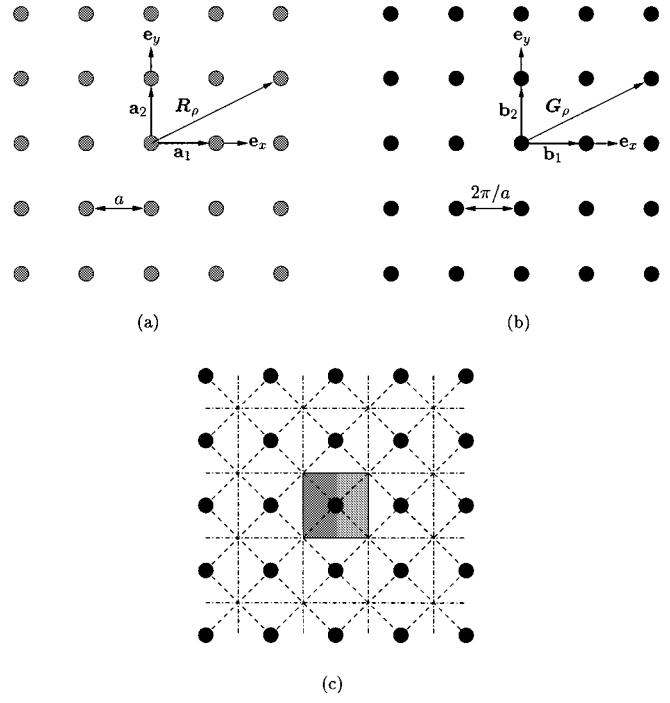 e_y e_y
a_2 R_ρ b_2 G_ρ
a_1 e_x b_1 e_x
a 2π/a
(a) (b)
(c)